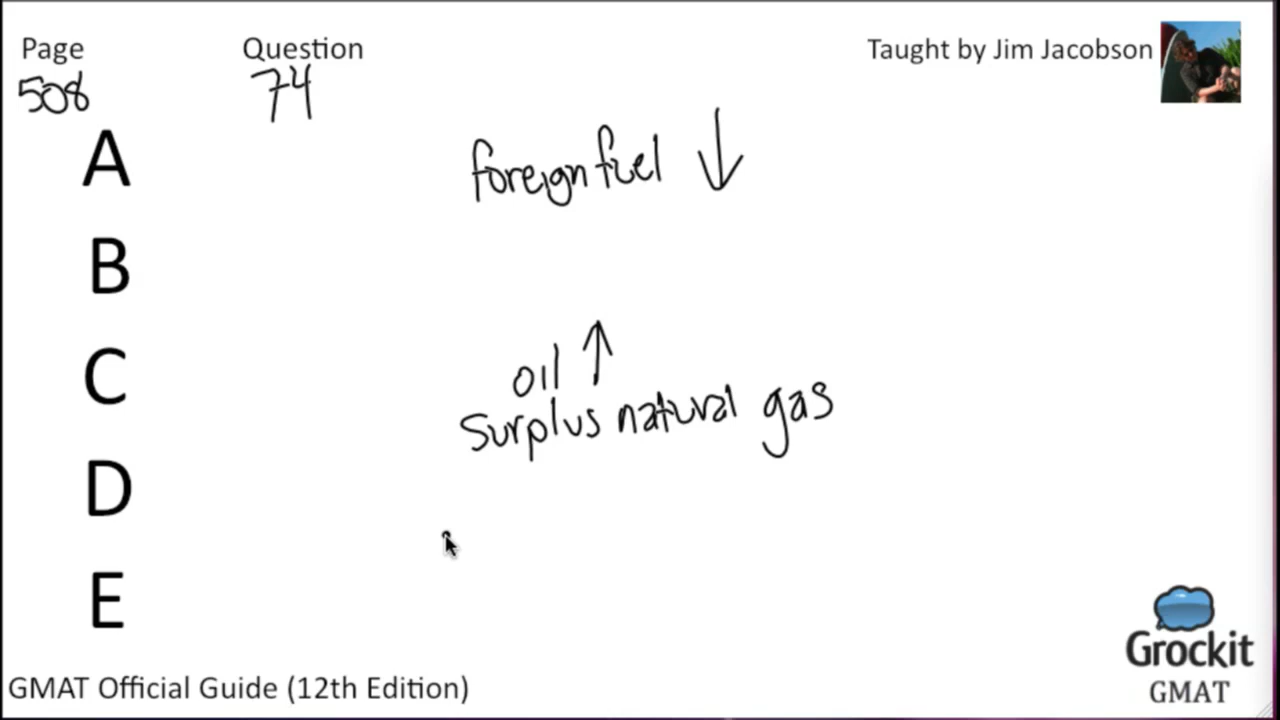 Page
Question
Taught by Jim Jacobson
508
74
A
foreign fuel ↓
B
C
oil ↑
surplus natural gas
D
E
Grockit
GMAT
GMAT Official Guide (12th Edition)